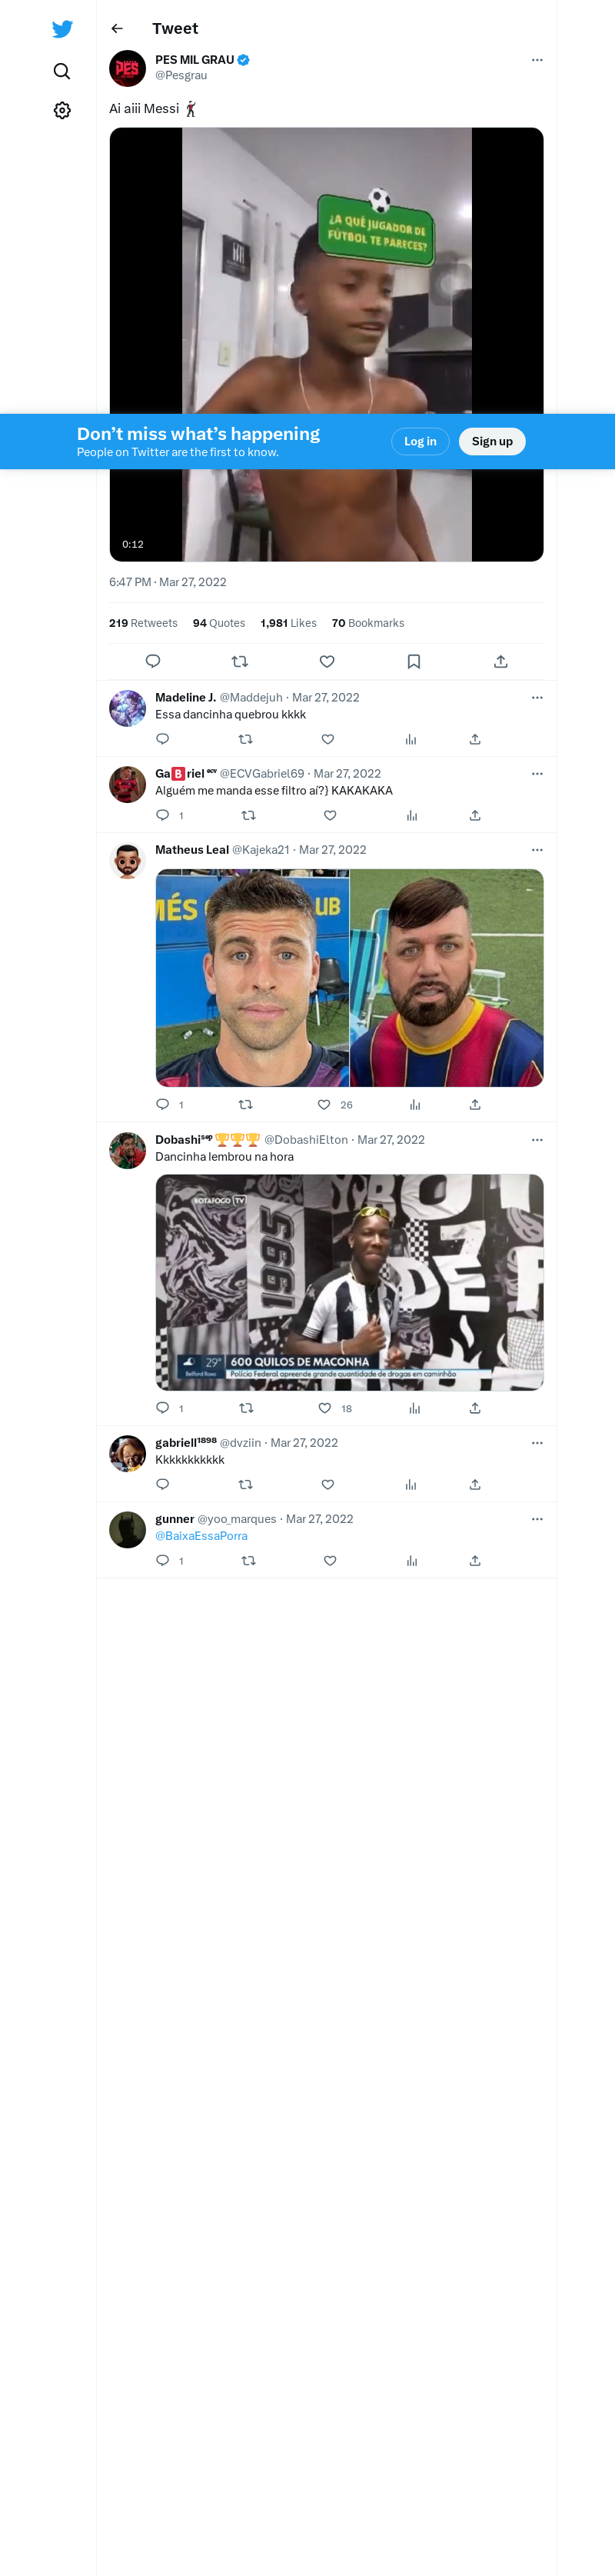 Tweet
PES MIL GRAU
@Pesgrau
Ai aiii Messi 🕺🏿
¿A QUÉ JUGADOR DE
FÚTBOL TE PARECES?
Don’t miss what’s happening
People on Twitter are the first to know.
Log in
Sign up
0:12
6:47 PM · Mar 27, 2022
219 Retweets 94 Quotes 1,981 Likes 70 Bookmarks
Madeline J. @Maddejuh · Mar 27, 2022
Essa dancinha quebrou kkkk
Ga🅱️riel ᵉᶜᵛ @ECVGabriel69 · Mar 27, 2022
Alguém me manda esse filtro aí?} KAKAKAKA
1
Matheus Leal @Kajeka21 · Mar 27, 2022
MÉS
UB
1 26
Dobashiˢᵉᵖ 🏆🏆🏆 @DobashiElton · Mar 27, 2022
Dancinha lembrou na hora
BOTAFOGO TV
1995
DE F
29° 600 QUILOS DE MACONHA
Belford Roxo Polícia Federal apreende grande quantidade de drogas em caminhão
1 18
gabriell¹⁸⁹⁸ @dvziin · Mar 27, 2022
Kkkkkkkkkkk
gunner @yoo_marques · Mar 27, 2022
@BaixaEssaPorra
1